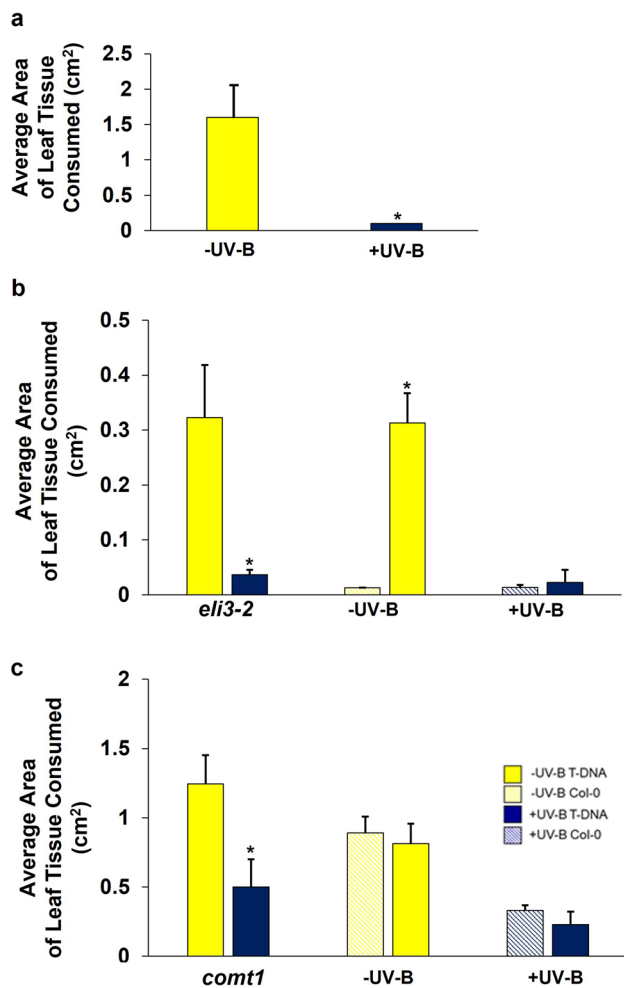 a
Average Area
of Leaf Tissue
Consumed (cm²)
2.5
2
1.5
1
0.5
0
*
-UV-B
+UV-B
b
Average Area
of Leaf Tissue Consumed
(cm²)
0.5
0.4
0.3
0.2
0.1
0
*
*
eli3-2
-UV-B
+UV-B
c
Average Area
of Leaf Tissue Consumed
(cm²)
2
1.5
1
0.5
0
*
-UV-B T-DNA
-UV-B Col-0
+UV-B T-DNA
+UV-B Col-0
comt1
-UV-B
+UV-B